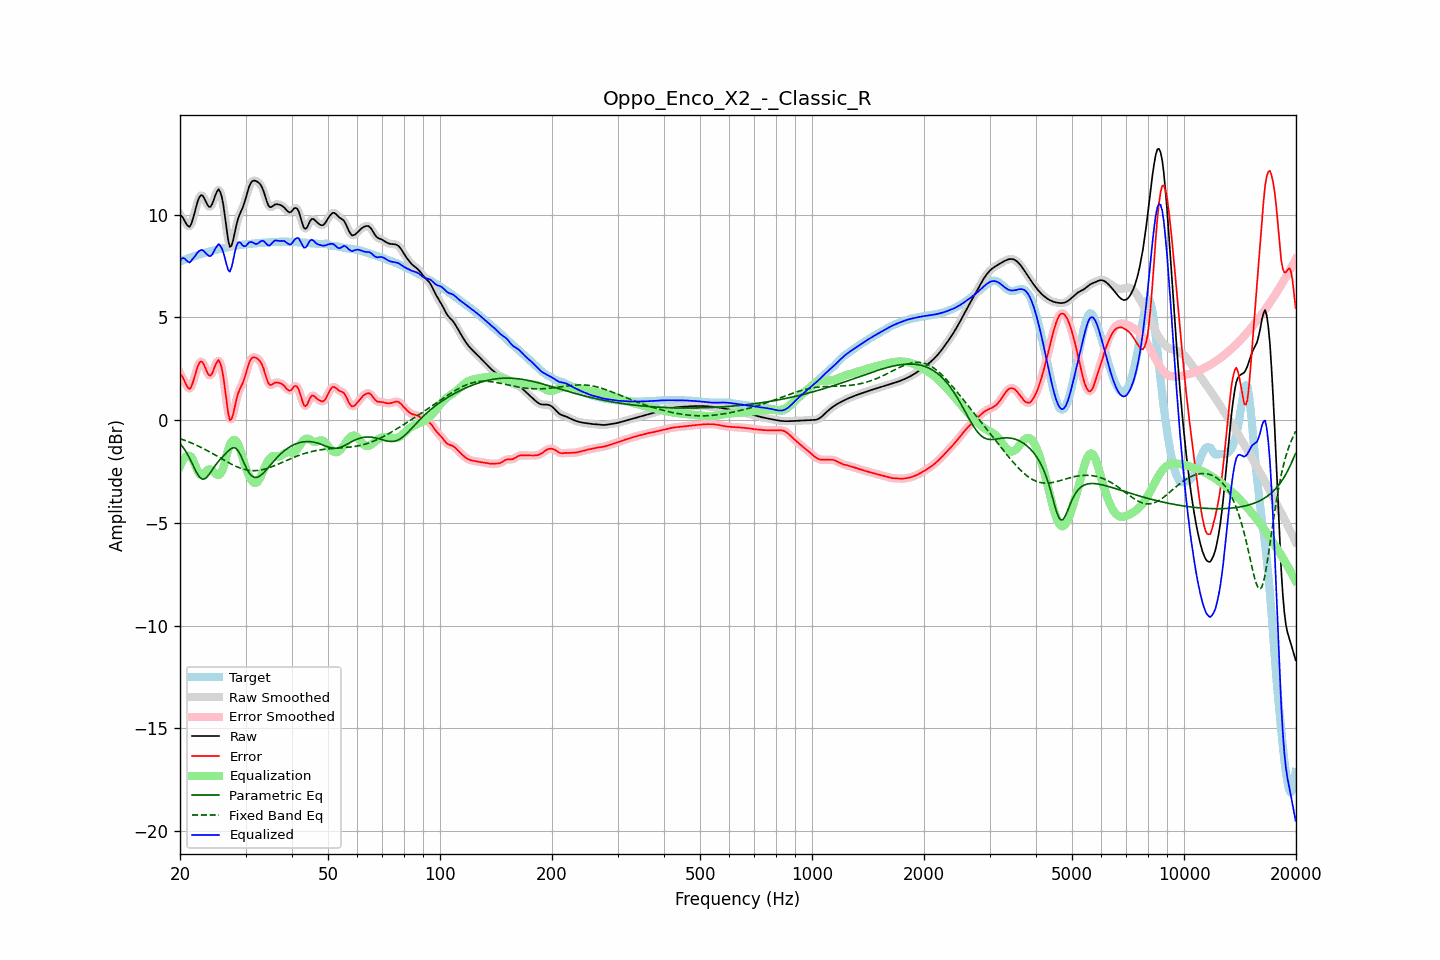 Oppo_Enco_X2_-_Classic_R
Amplitude (dBr)
10
5
0
−5
−10
−15
−20
Target
Raw Smoothed
Error Smoothed
Raw
Error
Equalization
Parametric Eq
Fixed Band Eq
Equalized
20 50 100 200 500 1000 2000 5000 10000 20000
Frequency (Hz)